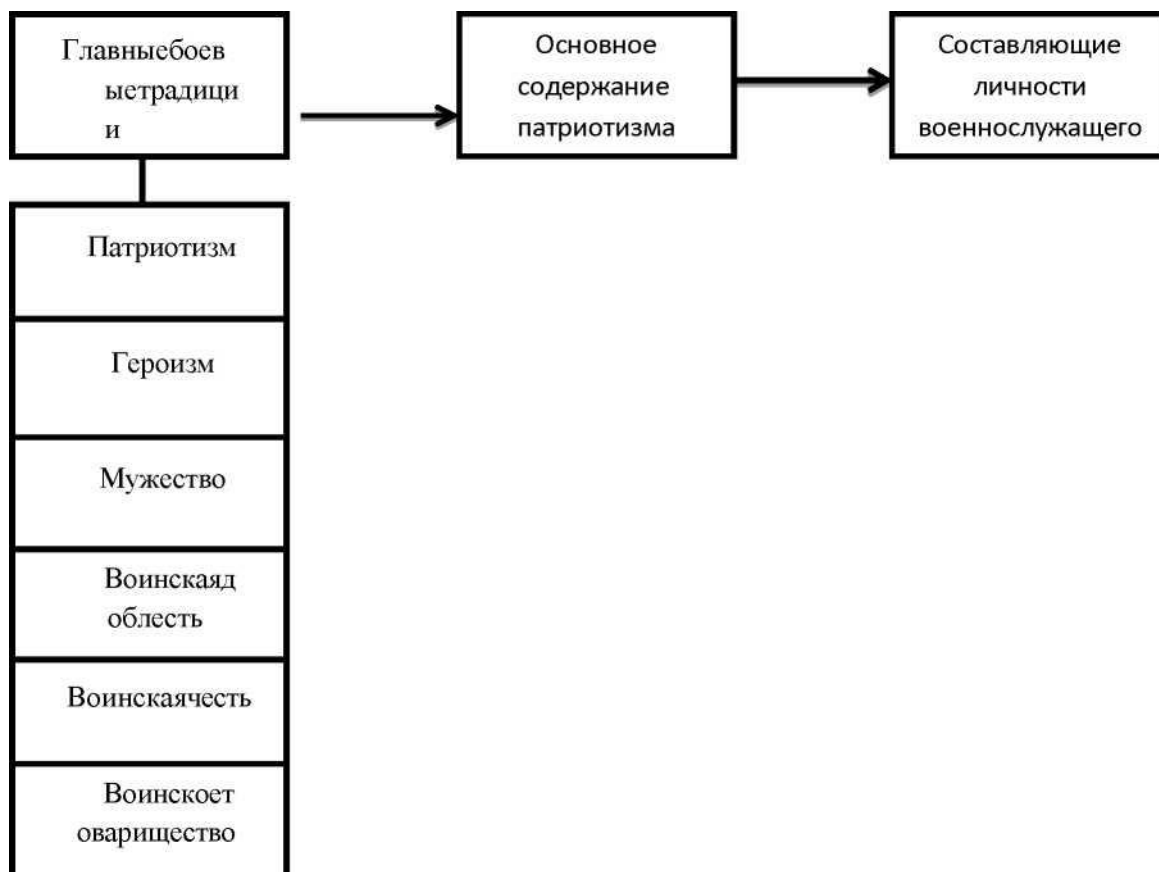 Главныебоев
ыетрадици
и
Основное
содержание
патриотизма
Составляющие
личности
военнослужащего
Патриотизм
Героизм
Мужество
Воинскаяд
облесть
Воинскаячесть
Воинскоет
оварищество